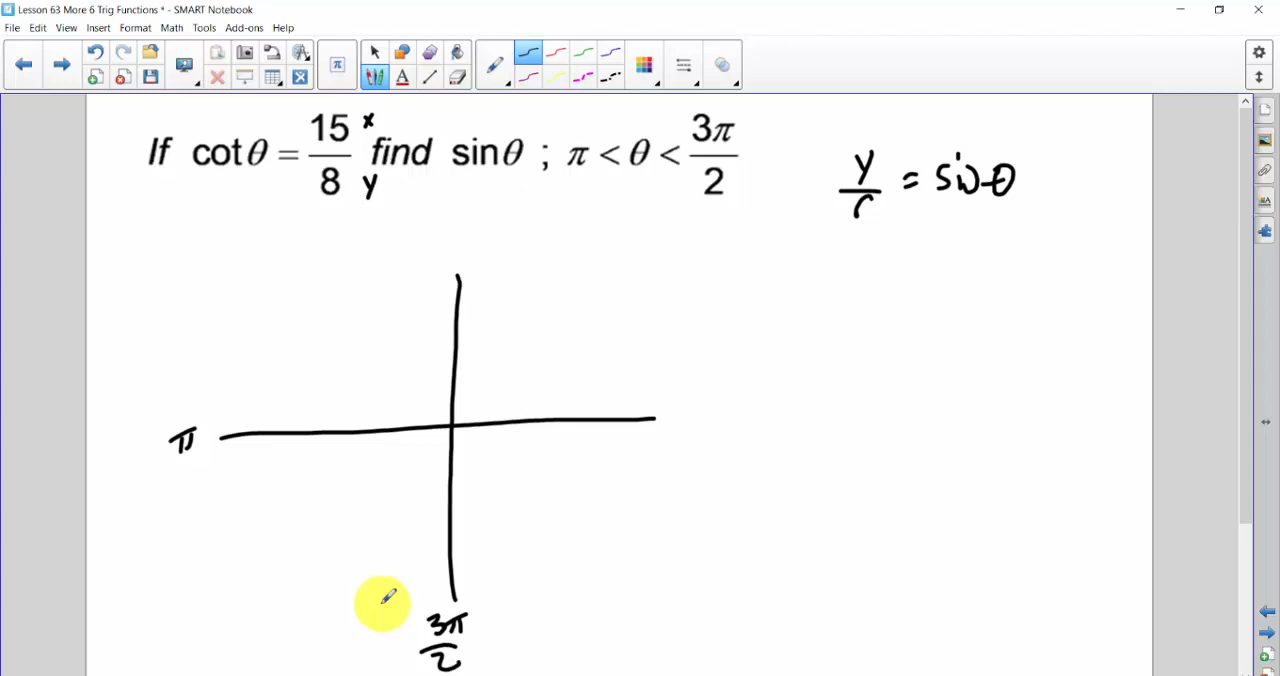 Lesson 63 More 6 Trig Functions * - SMART Notebook
File Edit View Insert Format Math Tools Add-ons Help
If cotθ = 15/8 x/y find sinθ ; π < θ < 3π/2
y/r = sinθ
π
3π/2